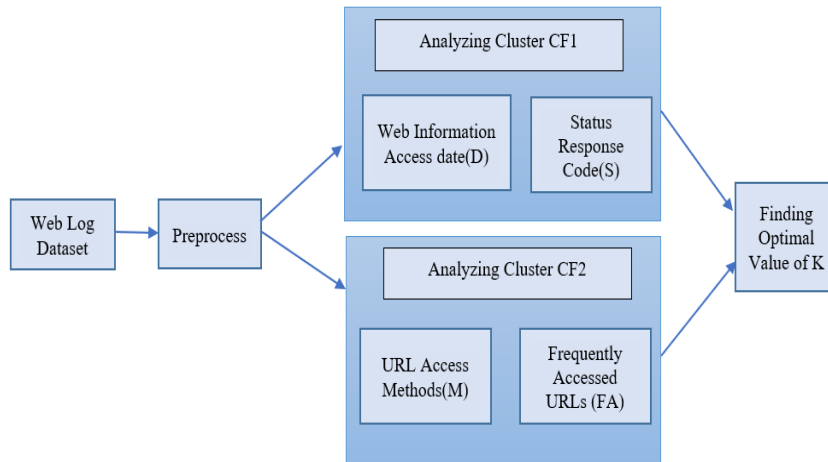 Web Log
Dataset
Preprocess
Analyzing Cluster CF1
Web Information
Access date(D)
Status
Response
Code(S)
Analyzing Cluster CF2
URL Access
Methods(M)
Frequently
Accessed
URLs (FA)
Finding
Optimal
Value of K